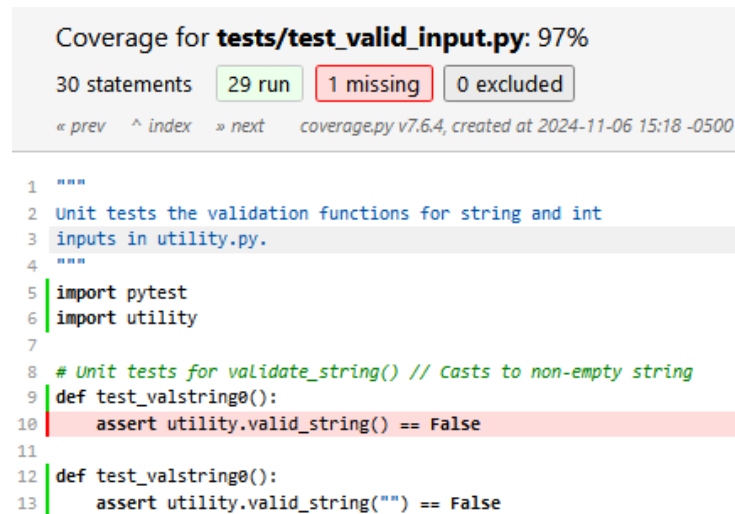 Coverage for tests/test_valid_input.py: 97%
30 statements 29 run 1 missing 0 excluded
« prev ^ index » next coverage.py v7.6.4, created at 2024-11-06 15:18 -0500
1 """
2 Unit tests the validation functions for string and int
3 inputs in utility.py.
4 """
5 import pytest
6 import utility
7
8 # Unit tests for validate_string() // Casts to non-empty string
9 def test_valstring0():
10 assert utility.valid_string() == False
11
12 def test_valstring0():
13 assert utility.valid_string("") == False